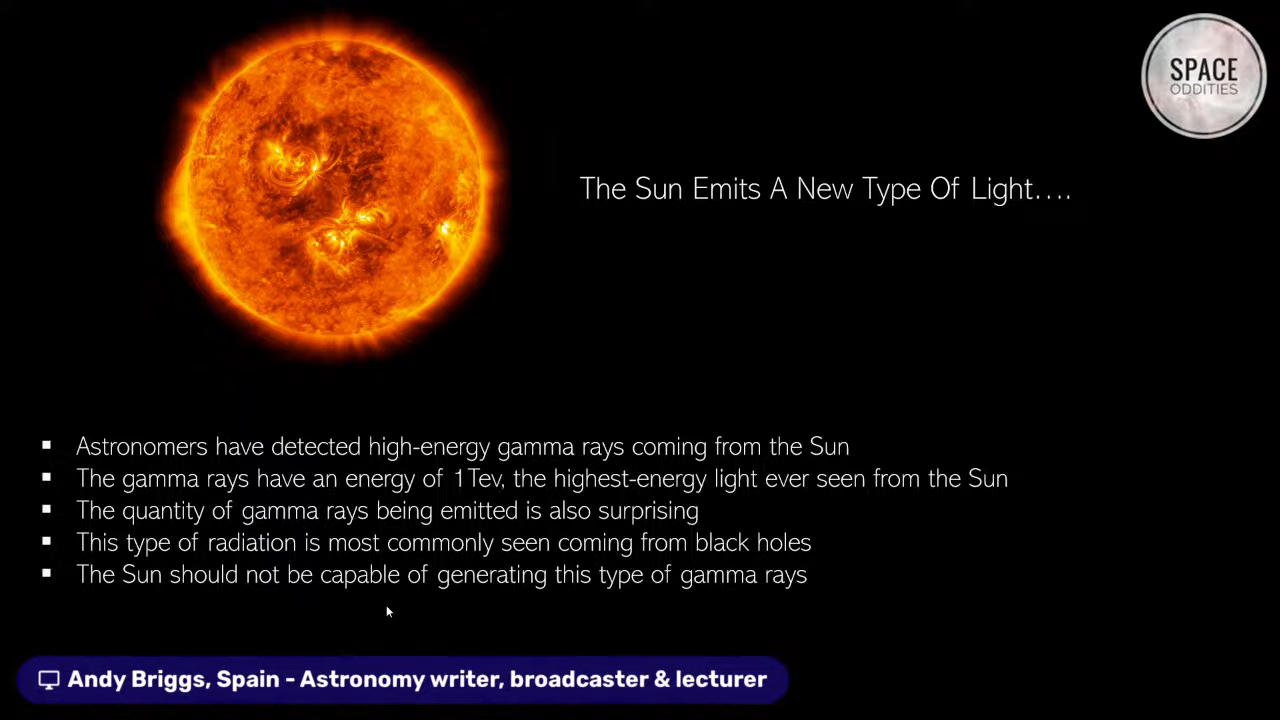 SPACE
ODDITIES
The Sun Emits A New Type Of Light....
▪ Astronomers have detected high-energy gamma rays coming from the Sun
▪ The gamma rays have an energy of 1Tev, the highest-energy light ever seen from the Sun
▪ The quantity of gamma rays being emitted is also surprising
▪ This type of radiation is most commonly seen coming from black holes
▪ The Sun should not be capable of generating this type of gamma rays
Andy Briggs, Spain - Astronomy writer, broadcaster & lecturer